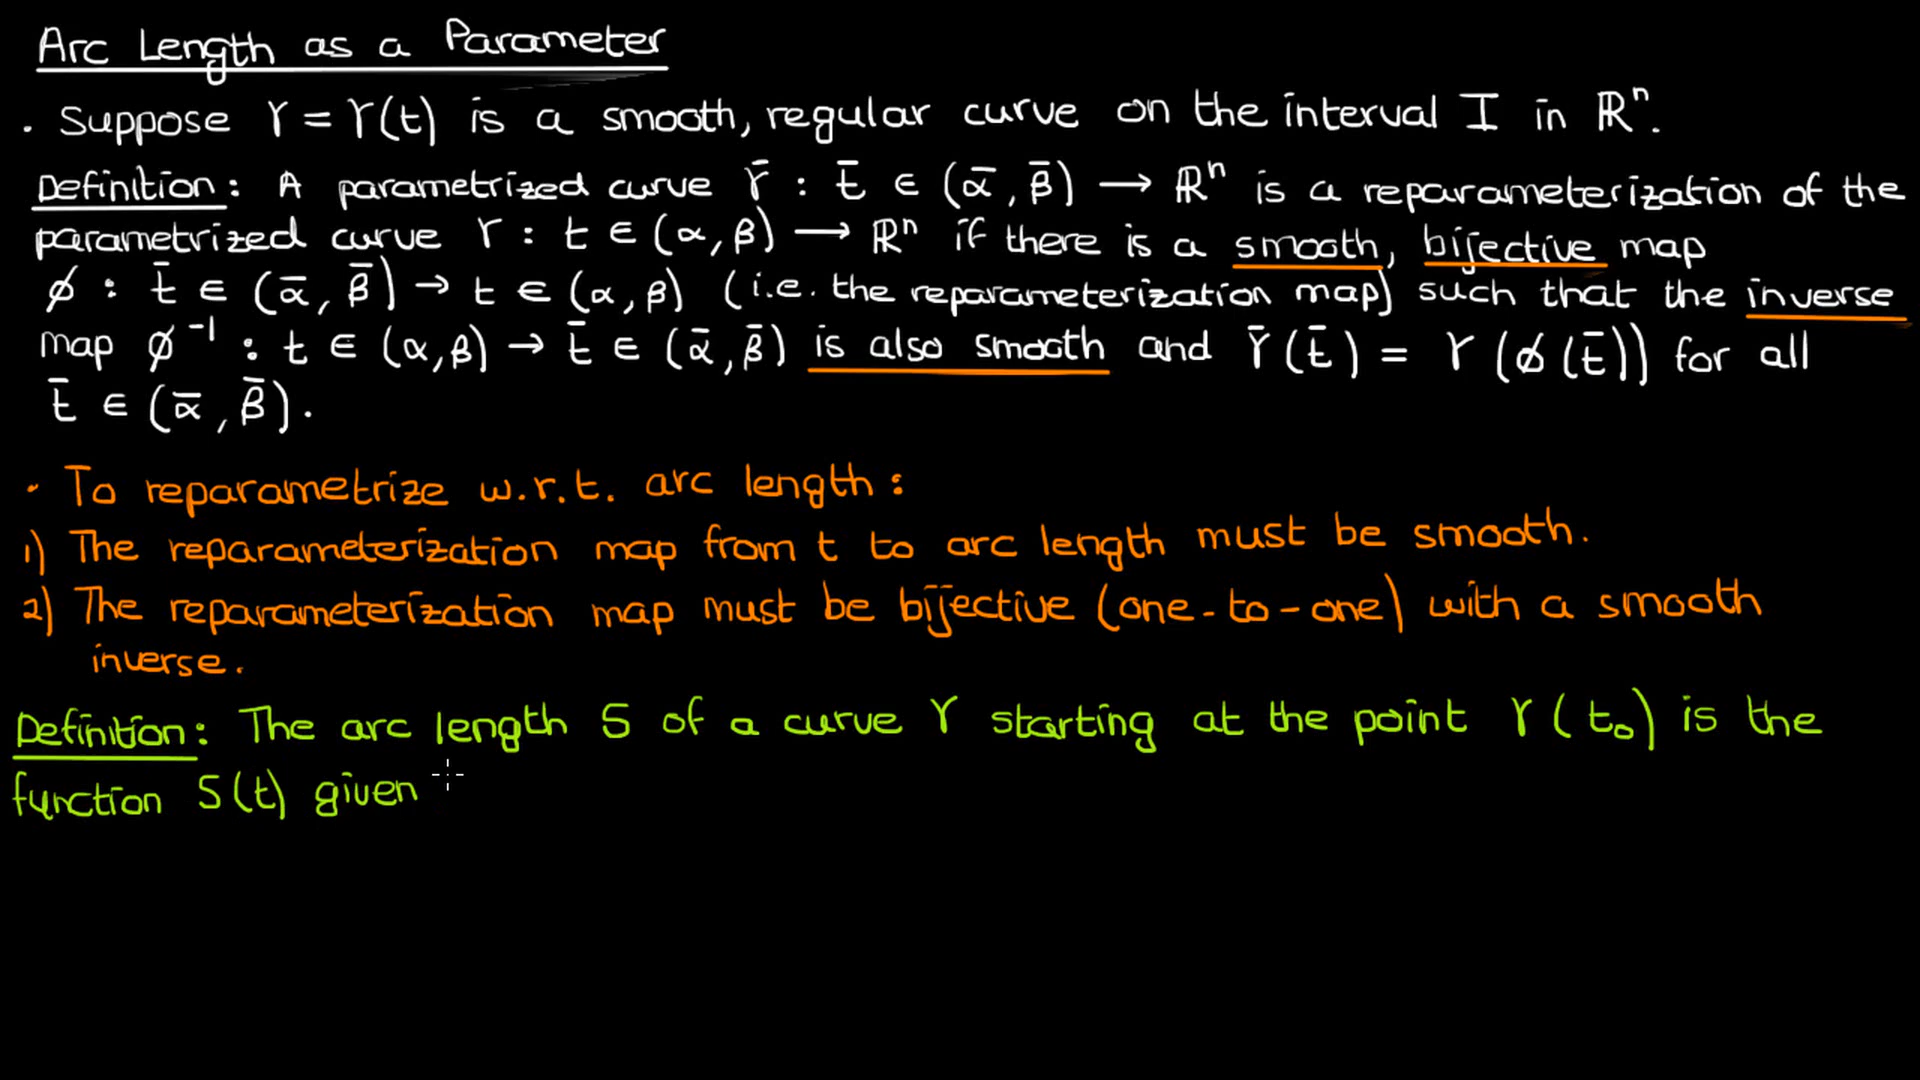 Arc Length as a Parameter
. Suppose γ = γ(t) is a smooth, regular curve on the interval I in ℝⁿ.
Definition: A parametrized curve γ̄ : t̄ ∈ (ᾱ, β̄) → ℝⁿ is a reparameterization of the
parametrized curve γ : t ∈ (α, β) → ℝⁿ if there is a smooth, bijective map
ϕ : t̄ ∈ (ᾱ, β̄) → t ∈ (α, β) (i.e. the reparameterization map) such that the inverse
map ϕ⁻¹ : t ∈ (α, β) → t̄ ∈ (ᾱ, β̄) is also smooth and γ̄(t̄) = γ(ϕ(t̄)) for all
t̄ ∈ (ᾱ, β̄).
· To reparametrize w.r.t. arc length:
1) The reparameterization map from t to arc length must be smooth.
2) The reparameterization map must be bijective (one-to-one) with a smooth
inverse.
Definition: The arc length S of a curve γ starting at the point γ(t₀) is the
function S(t) given